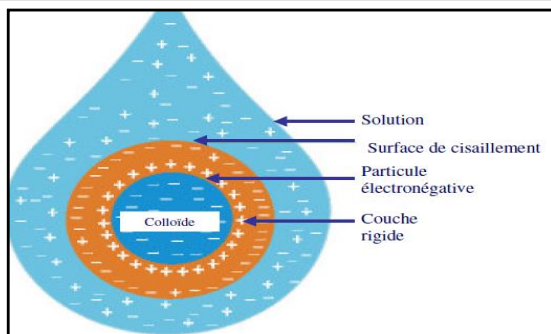 Solution
Surface de cisaillement
Particule
électronégative
Colloïde
Couche
rigide